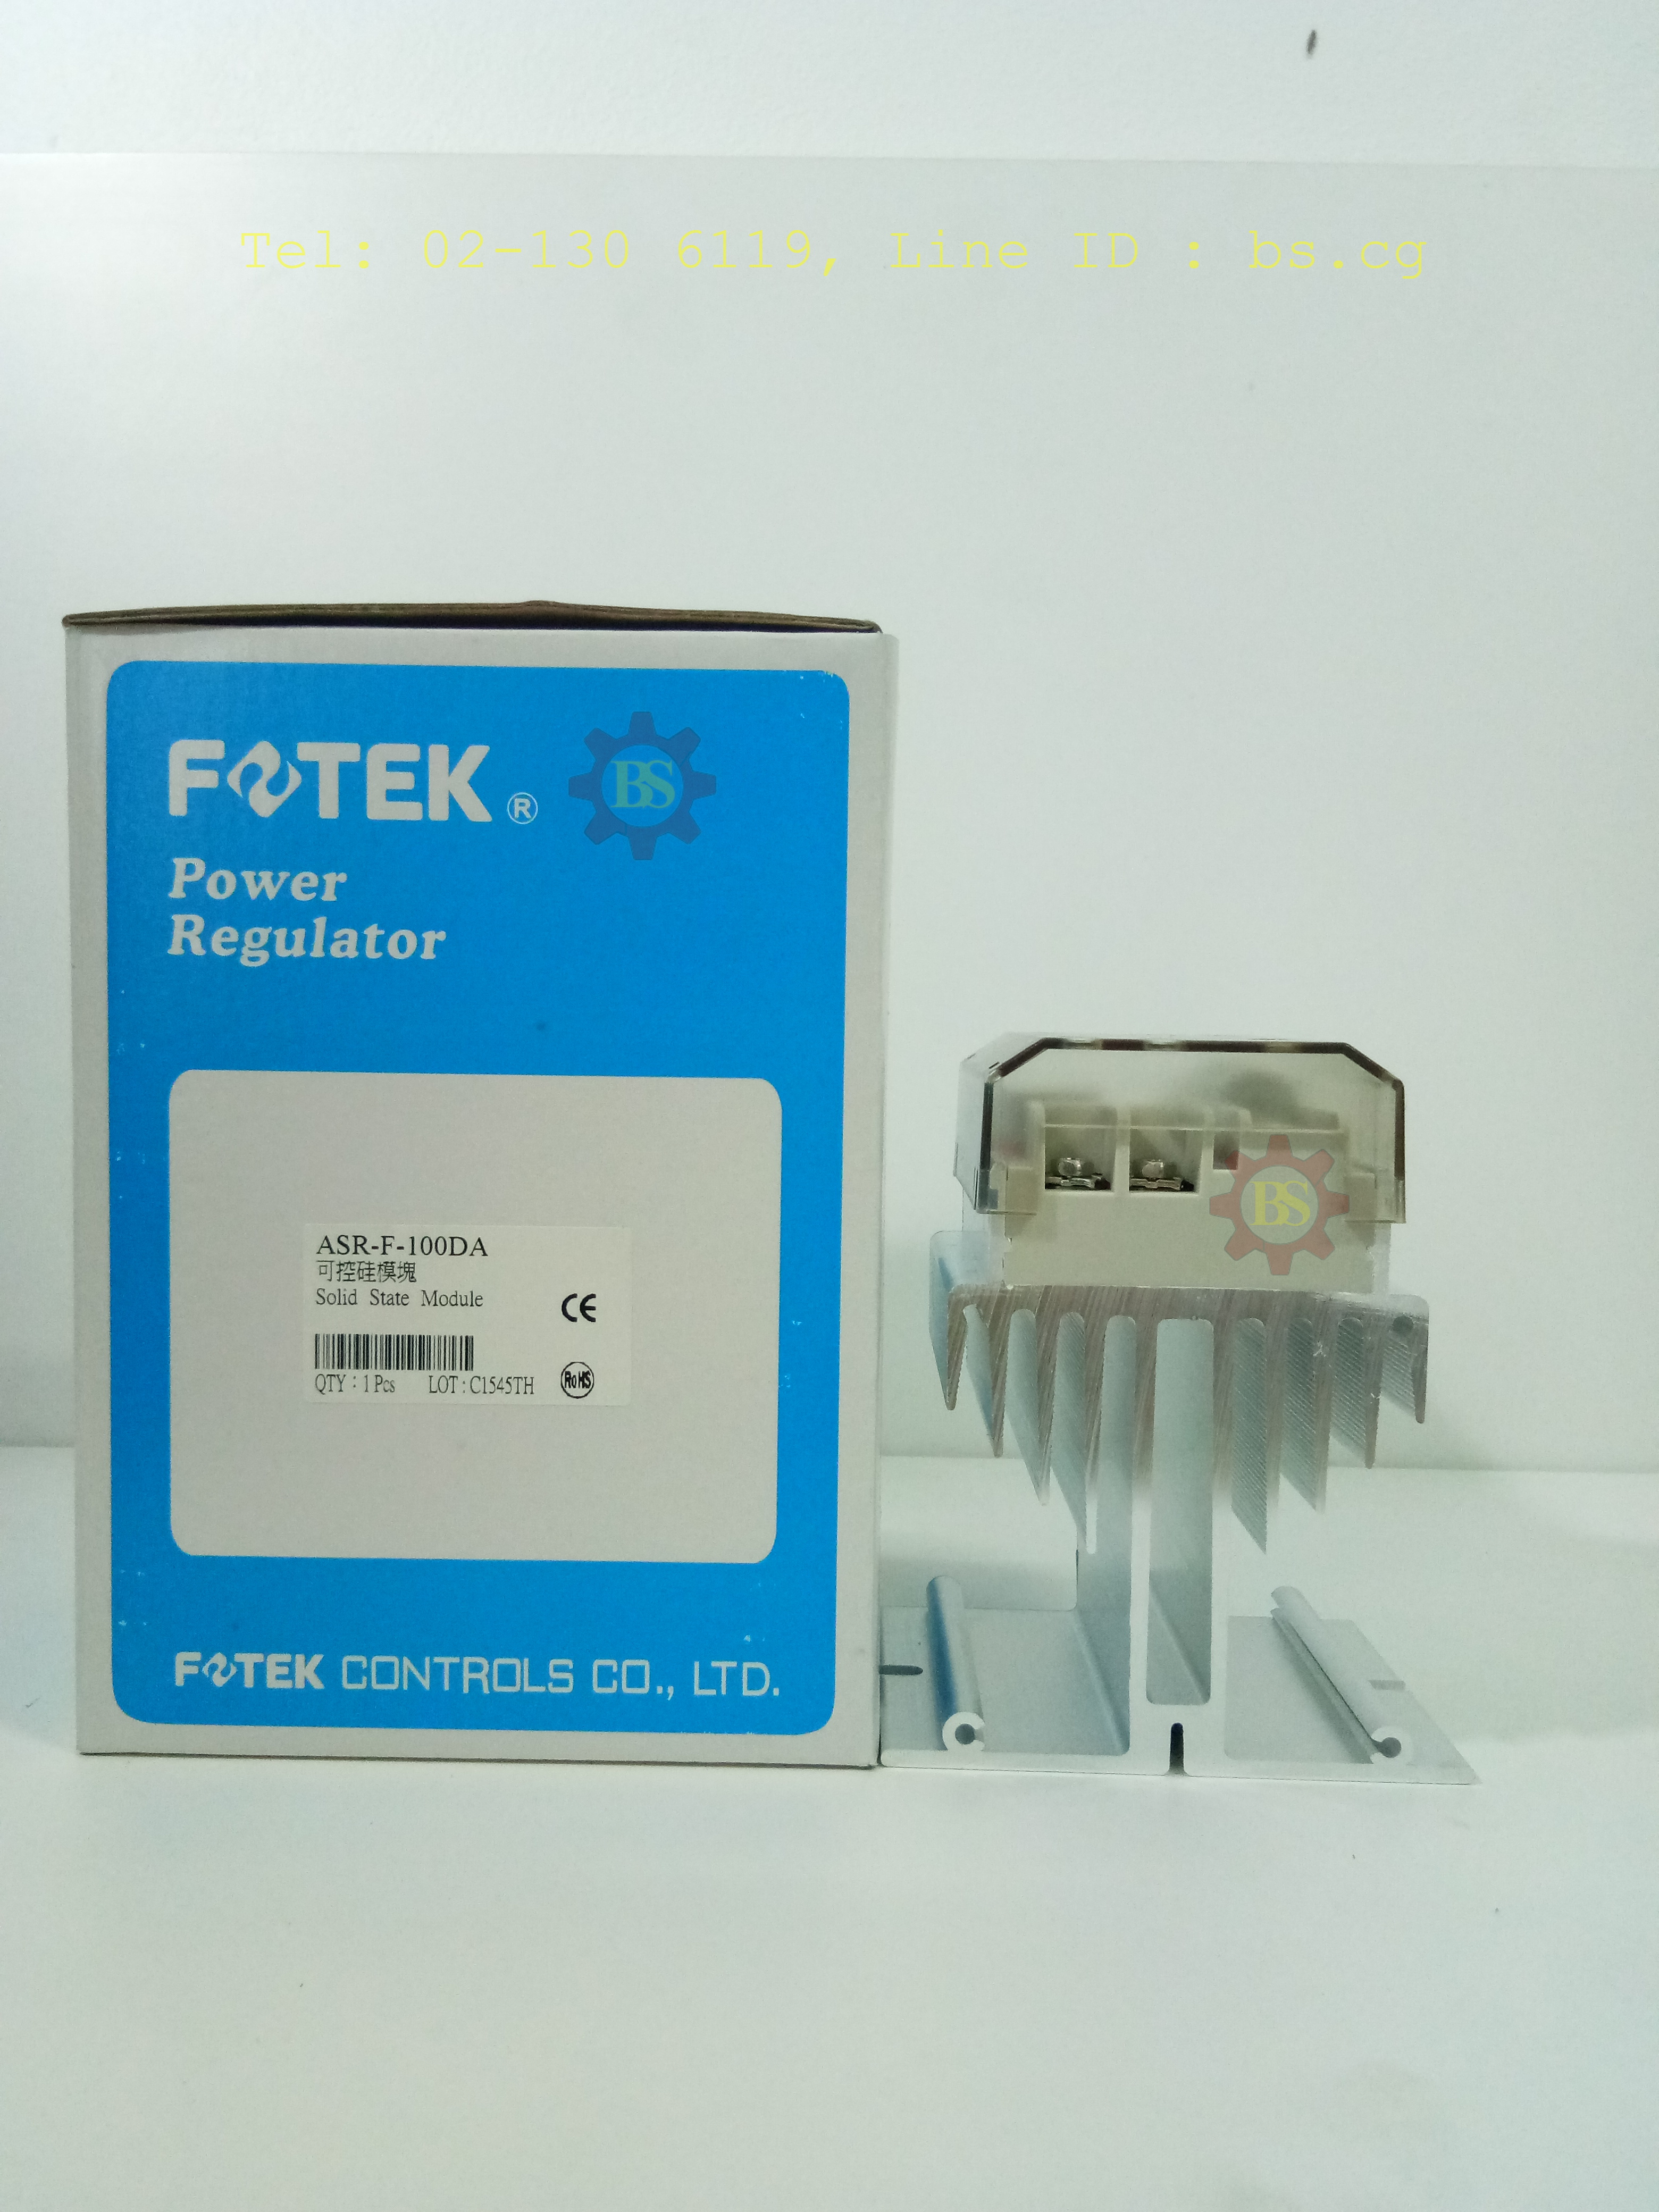 Tel: 02-130 6119, Line ID : bs.cg
FOTEK ®
BS
Power
Regulator
ASR-F-100DA
可控硅模塊
Solid State Module
CE
QTY : 1 Pcs LOT : C1545TH
RoHS
FOTEK CONTROLS CO., LTD.
BS